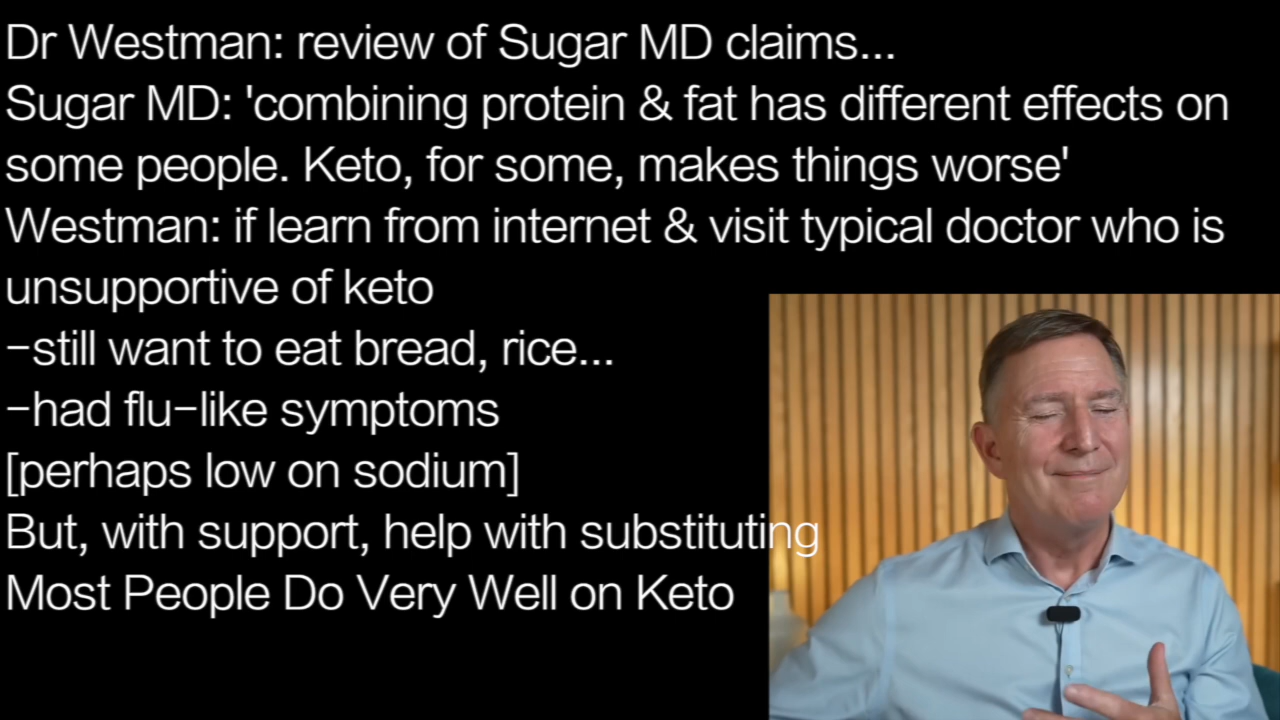 Dr Westman: review of Sugar MD claims...
Sugar MD: 'combining protein & fat has different effects on
some people. Keto, for some, makes things worse'
Westman: if learn from internet & visit typical doctor who is
unsupportive of keto
-still want to eat bread, rice...
-had flu-like symptoms
[perhaps low on sodium]
But, with support, help with substituting
Most People Do Very Well on Keto